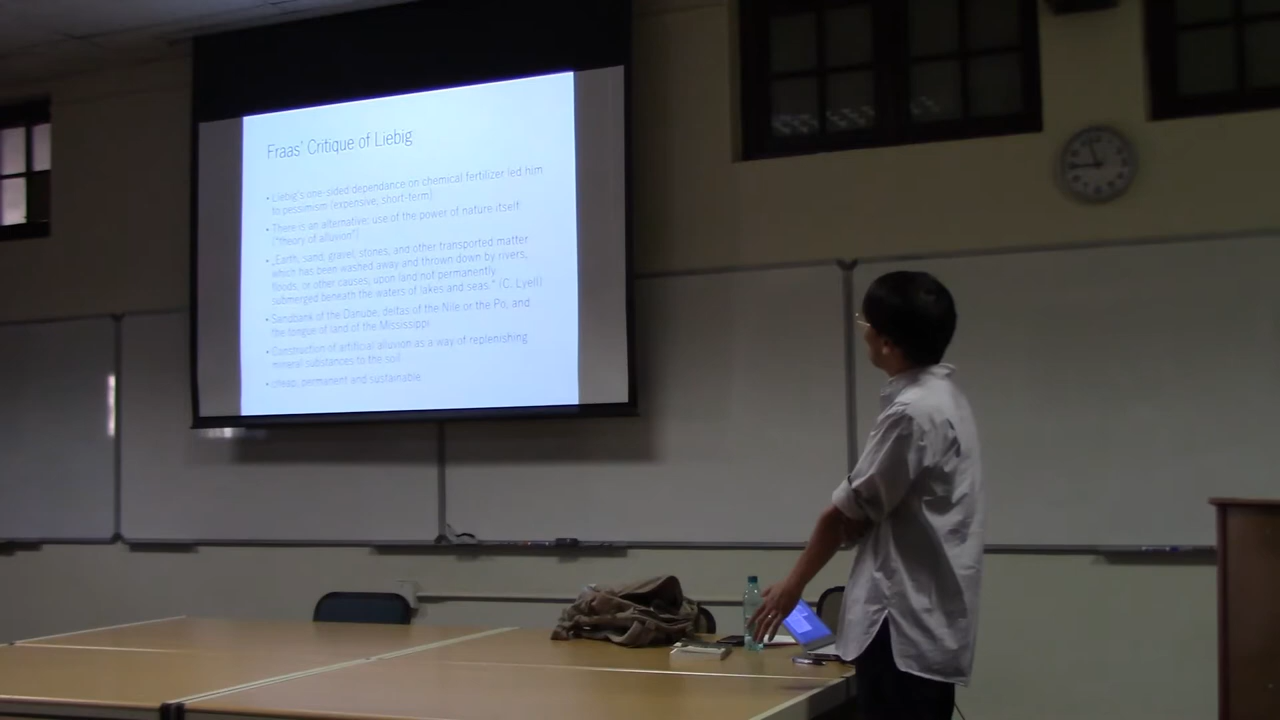 Fraas' Critique of Liebig
• Liebig's one-sided dependance on chemical fertilizer led him
to pessimism (expensive, short-term)
• There is an alternative: use of the power of nature itself
("theory of alluvion")
• „Earth, sand, gravel, stones, and other transported matter
which has been washed away and thrown down by rivers,
floods, or other causes, upon land not permanently
submerged beneath the waters of lakes and seas." (C. Lyell)
• Sandbank of the Danube, deltas of the Nile or the Po, and
the tongue of land of the Mississippi
• Construction of artificial alluvion as a way of replenishing
mineral substances to the soil
• cheap, permanent and sustainable